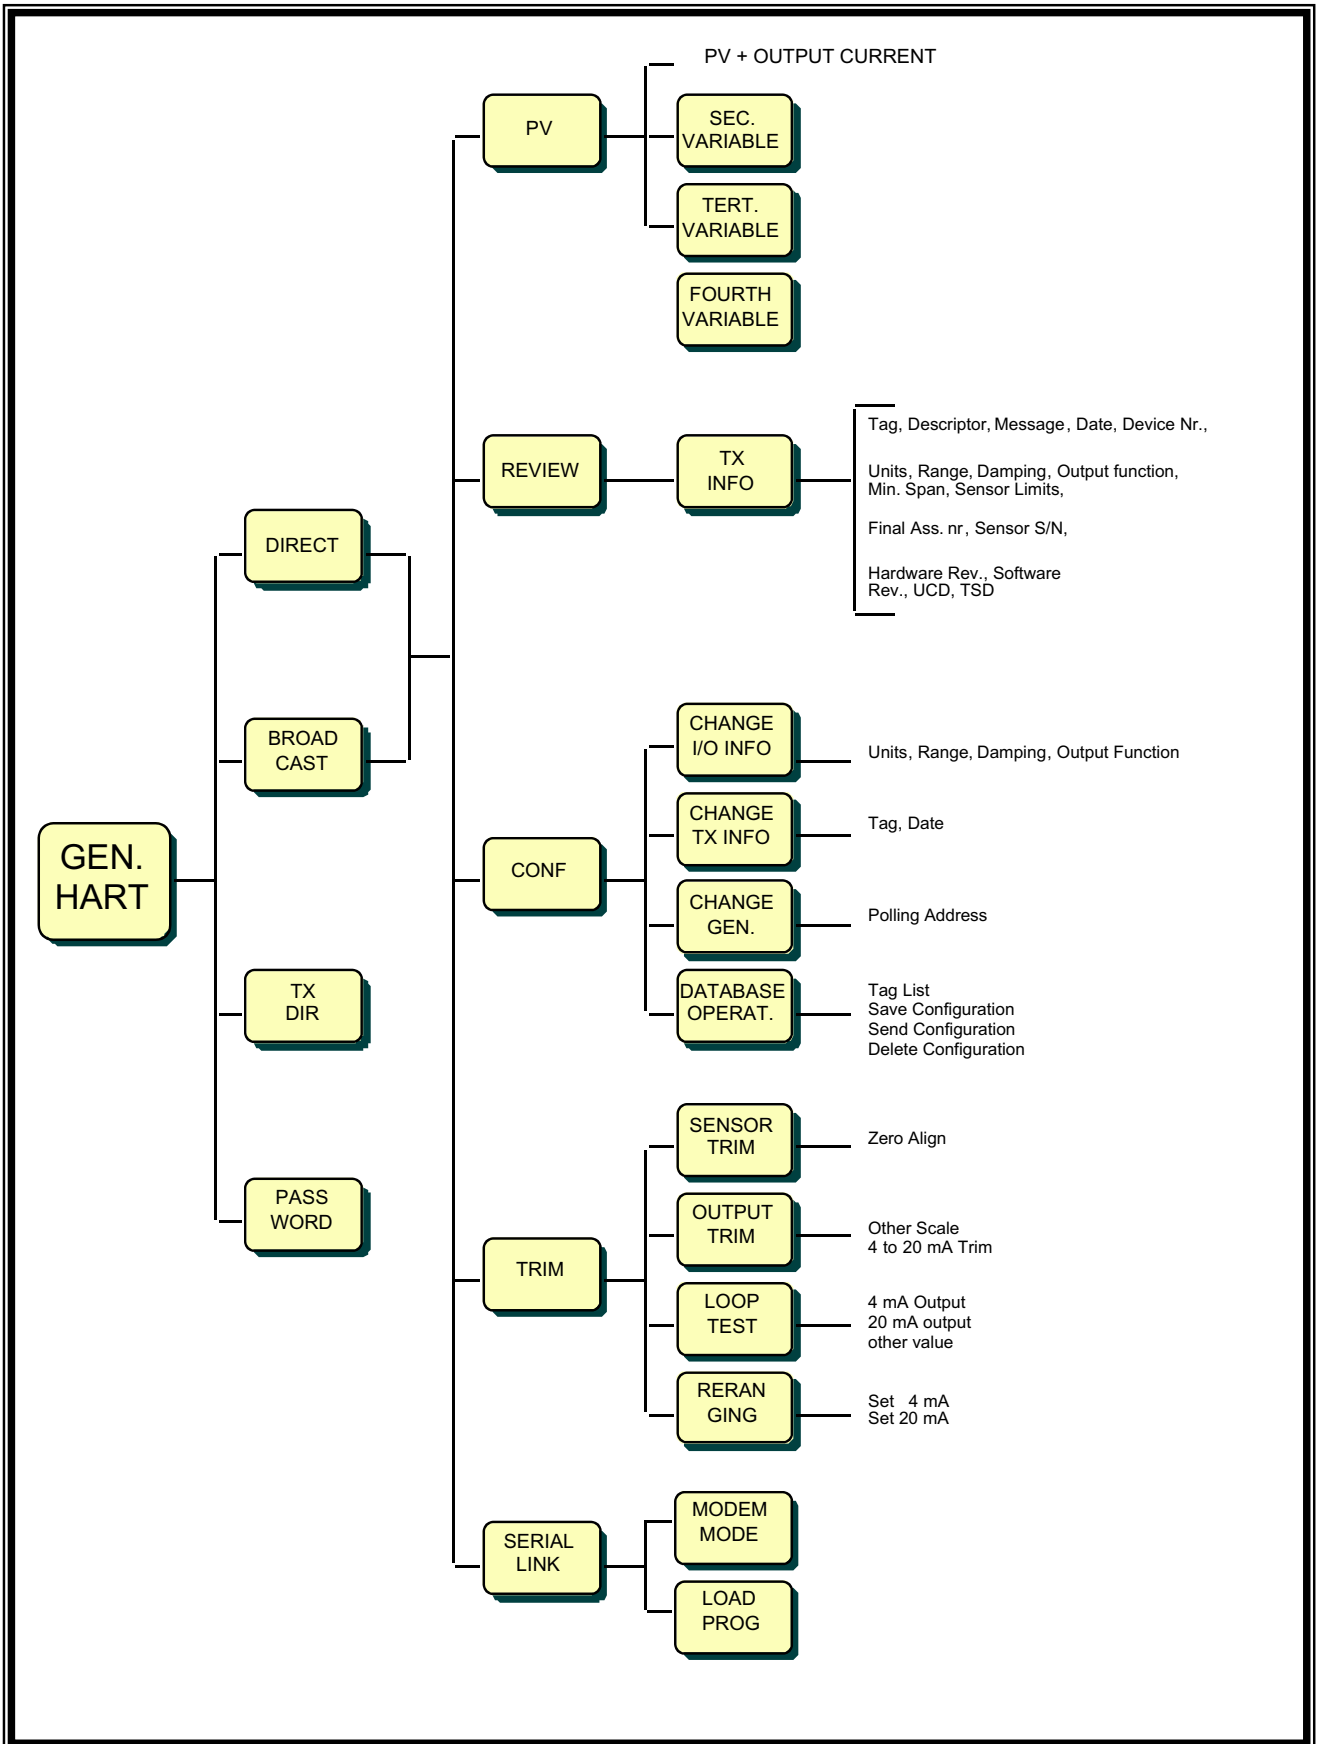 PV + OUTPUT CURRENT
PV
SEC.
VARIABLE
TERT.
VARIABLE
FOURTH
VARIABLE
REVIEW
TX
INFO
Tag, Descriptor, Message, Date, Device Nr.,
Units, Range, Damping, Output function,
Min. Span, Sensor Limits,
Final Ass. nr, Sensor S/N,
Hardware Rev., Software
Rev., UCD, TSD
DIRECT
BROAD
CAST
GEN.
HART
TX
DIR
PASS
WORD
CONF
CHANGE
I/O INFO
Units, Range, Damping, Output Function
CHANGE
TX INFO
Tag, Date
CHANGE
GEN.
Polling Address
DATABASE
OPERAT.
Tag List
Save Configuration
Send Configuration
Delete Configuration
TRIM
SENSOR
TRIM
Zero Align
OUTPUT
TRIM
Other Scale
4 to 20 mA Trim
LOOP
TEST
4 mA Output
20 mA output
other value
RERAN
GING
Set 4 mA
Set 20 mA
SERIAL
LINK
MODEM
MODE
LOAD
PROG